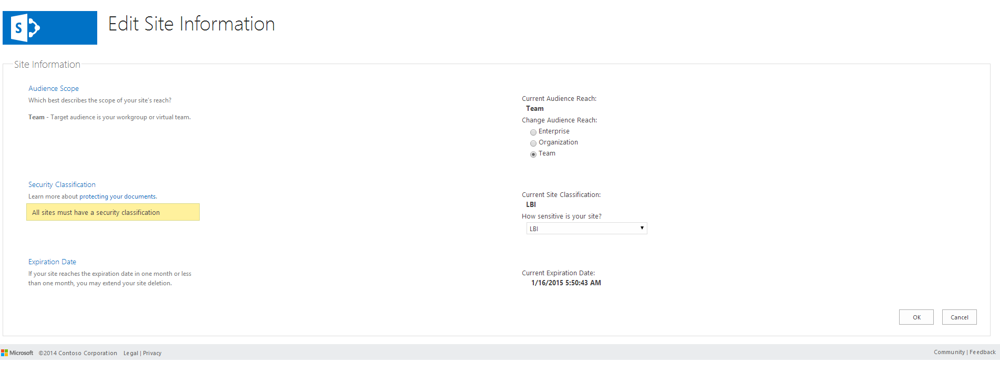 S
Edit Site Information
Site Information
Audience Scope
Which best describes the scope of your site's reach?
Team - Target audience is your workgroup or virtual team.
Current Audience Reach:
Team
Change Audience Reach:
Enterprise
Organization
Team
Security Classification
Learn more about protecting your documents.
All sites must have a security classification
Current Site Classification:
LBI
How sensitive is your site?
LBI
Expiration Date
If your site reaches the expiration date in one month or less
than one month, you may extend your site deletion.
Current Expiration Date:
1/16/2015 5:50:43 AM
OK
Cancel
Microsoft ©2014 Contoso Corporation Legal | Privacy
Community | Feedback